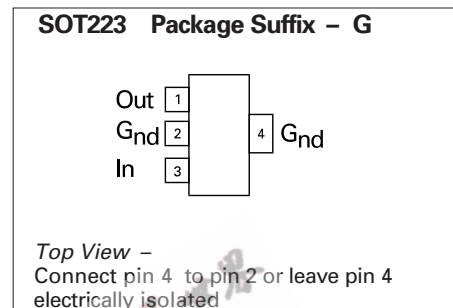 SOT223 Package Suffix – G
Out 1
Gnd 2
In 3
4 Gnd
Top View –
Connect pin 4 to pin 2 or leave pin 4
electrically isolated